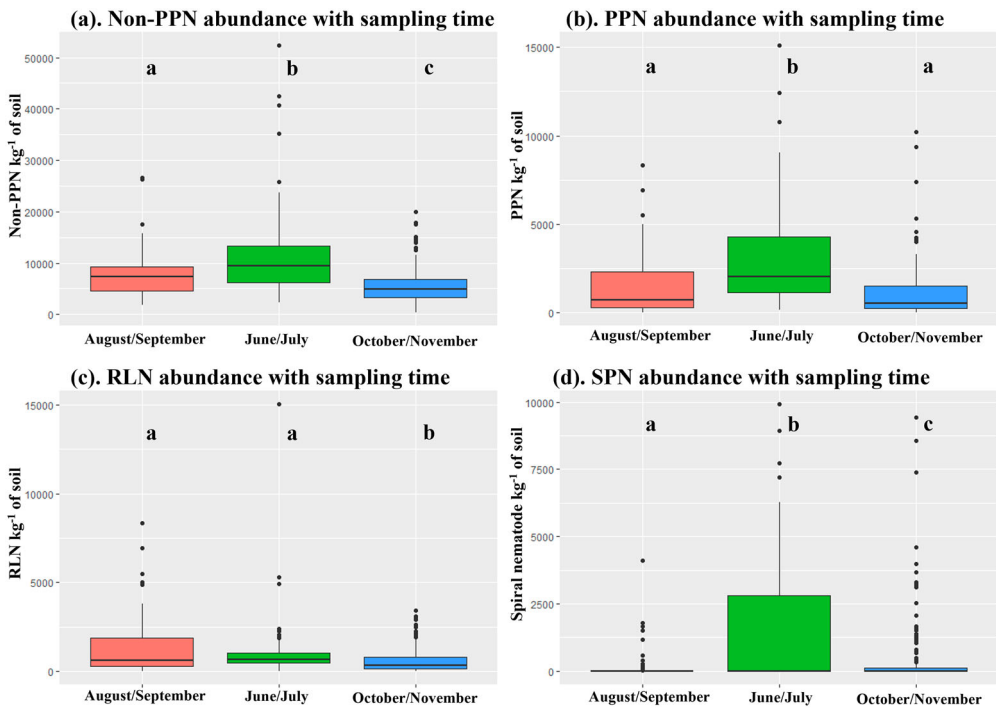 (a). Non-PPN abundance with sampling time
Non-PPN kg⁻¹ of soil
50000
40000
30000
20000
10000
0
a
b
c
August/September
June/July
October/November
(b). PPN abundance with sampling time
PPN kg⁻¹ of soil
15000
10000
5000
0
a
b
a
August/September
June/July
October/November
(c). RLN abundance with sampling time
RLN kg⁻¹ of soil
15000
10000
5000
0
a
a
b
August/September
June/July
October/November
(d). SPN abundance with sampling time
Spiral nematode kg⁻¹ of soil
10000
7500
5000
2500
0
a
b
c
August/September
June/July
October/November